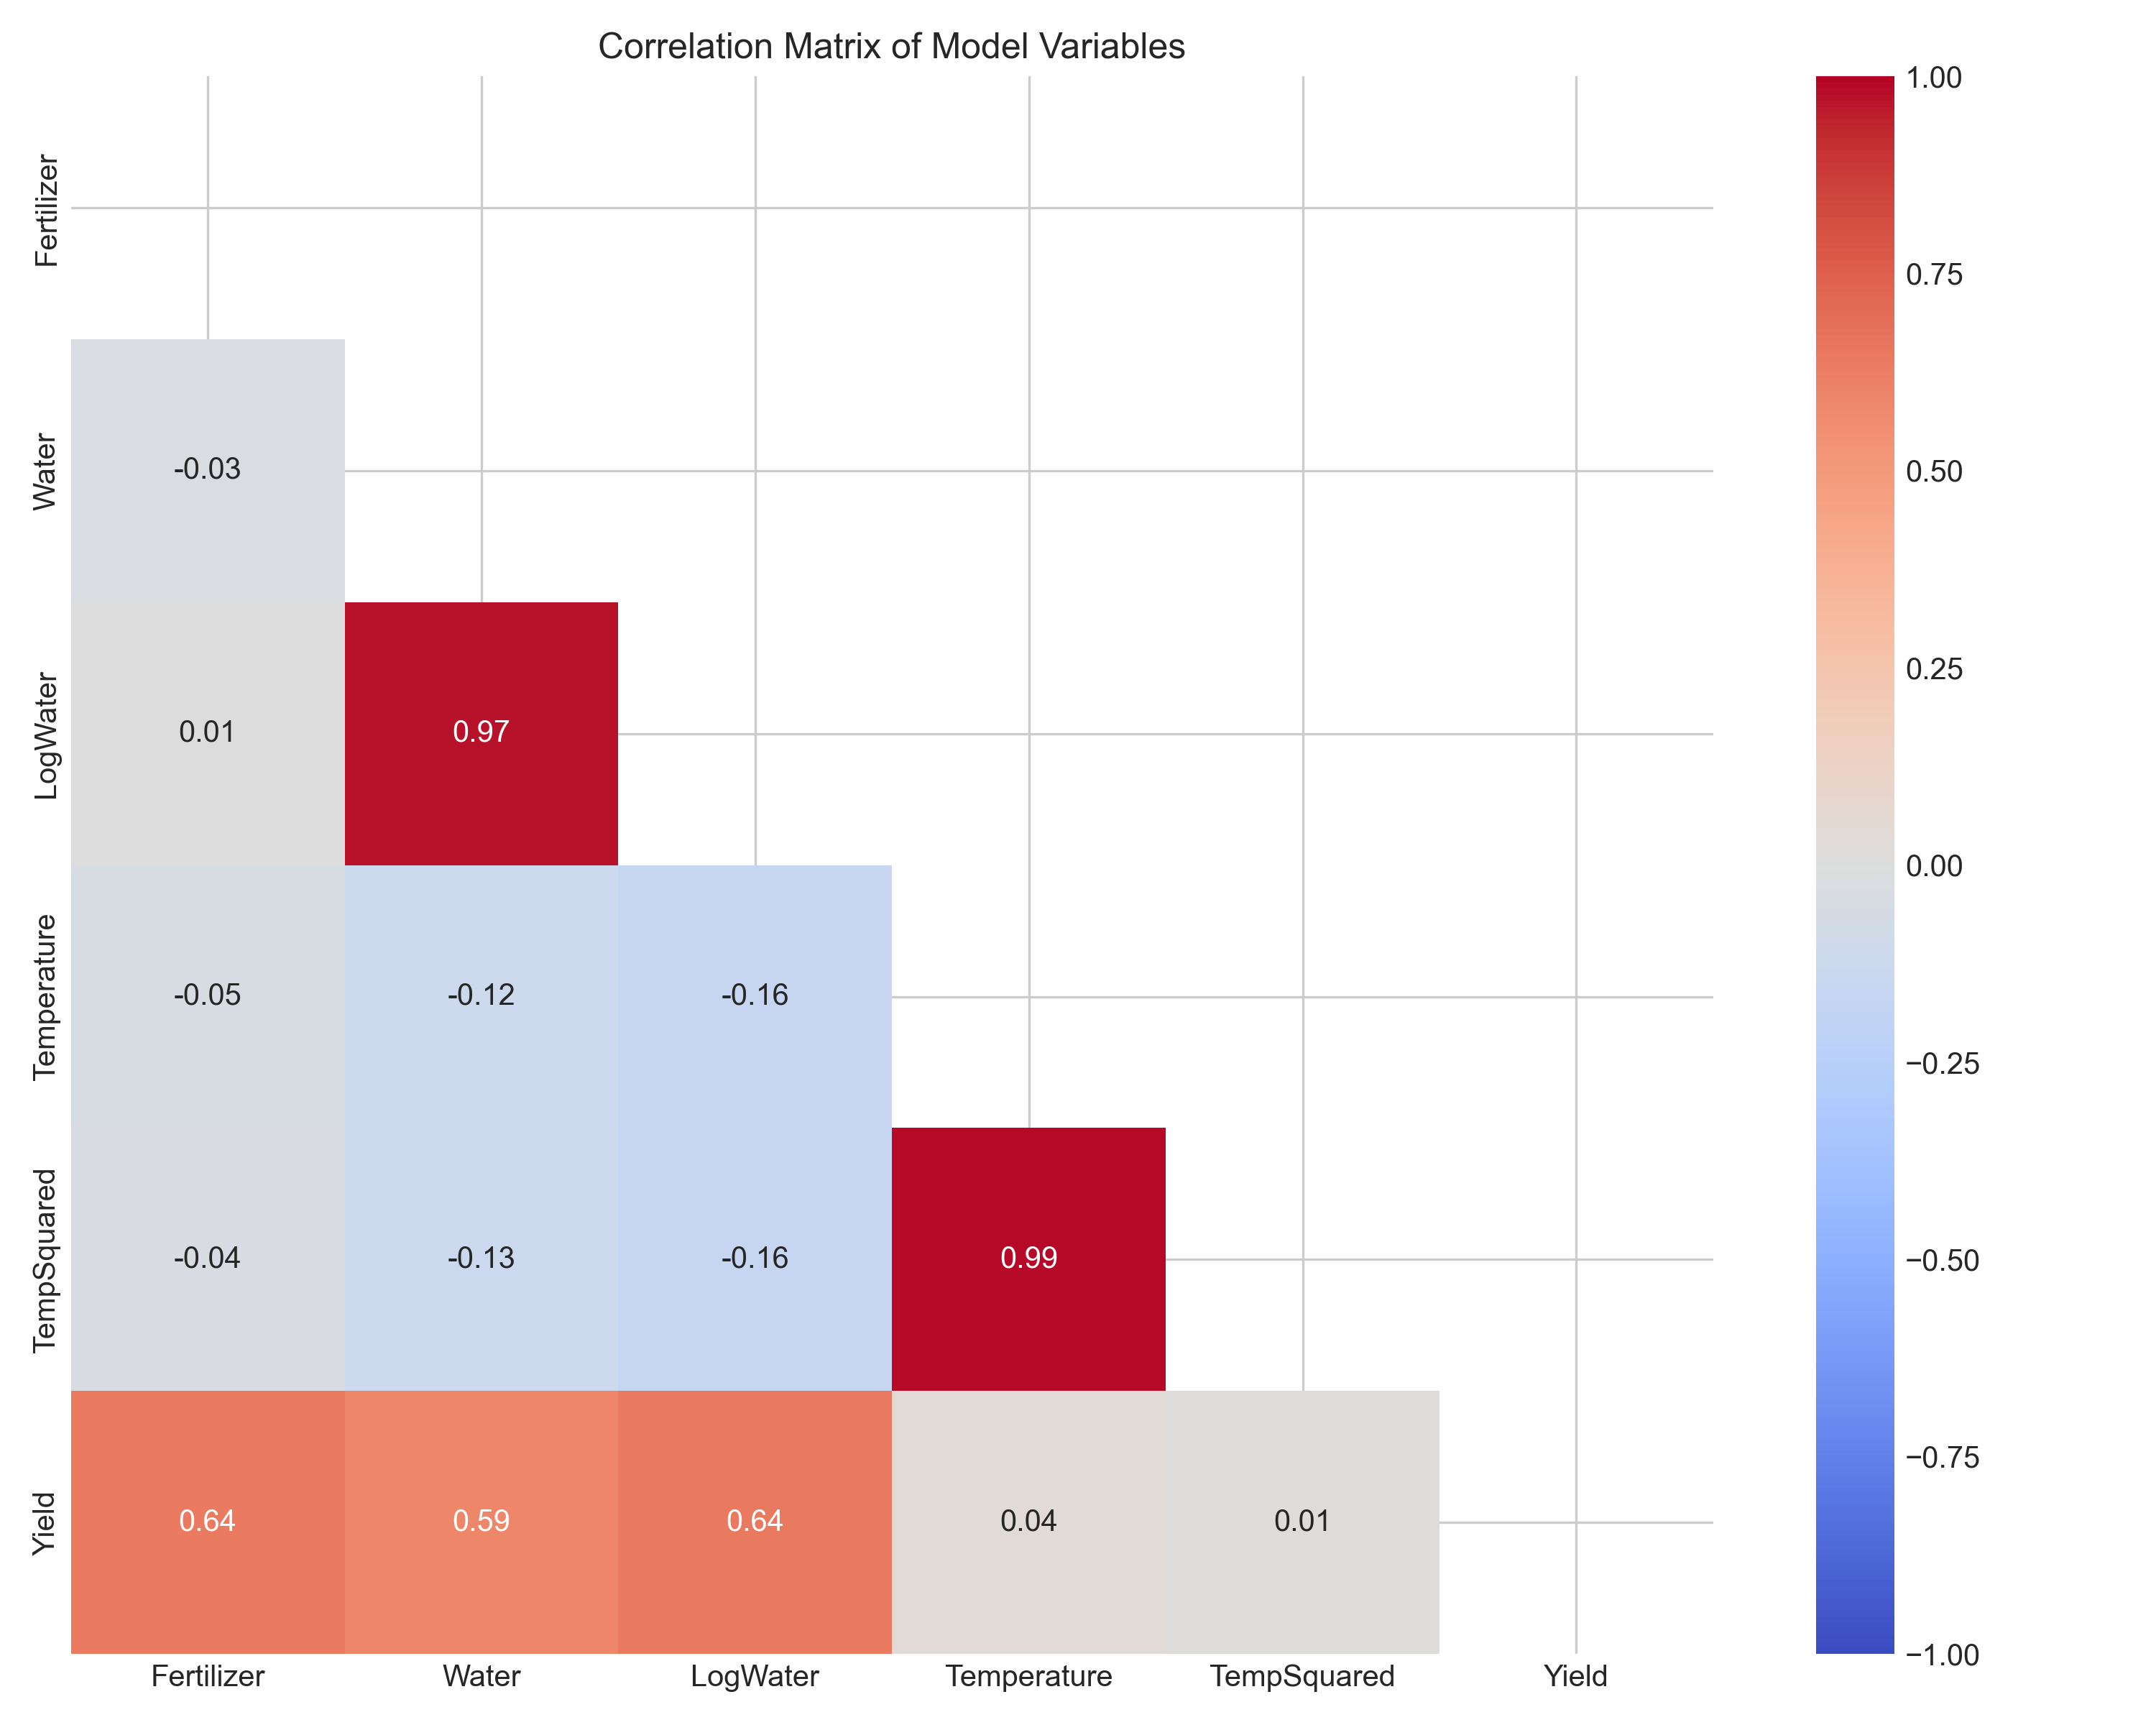 Correlation Matrix of Model Variables
Fertilizer
Water
LogWater
Temperature
TempSquared
Yield
-0.03
0.01 0.97
-0.05 -0.12 -0.16
-0.04 -0.13 -0.16 0.99
0.64 0.59 0.64 0.04 0.01
Fertilizer Water LogWater Temperature TempSquared Yield
1.00
0.75
0.50
0.25
0.00
−0.25
−0.50
−0.75
−1.00